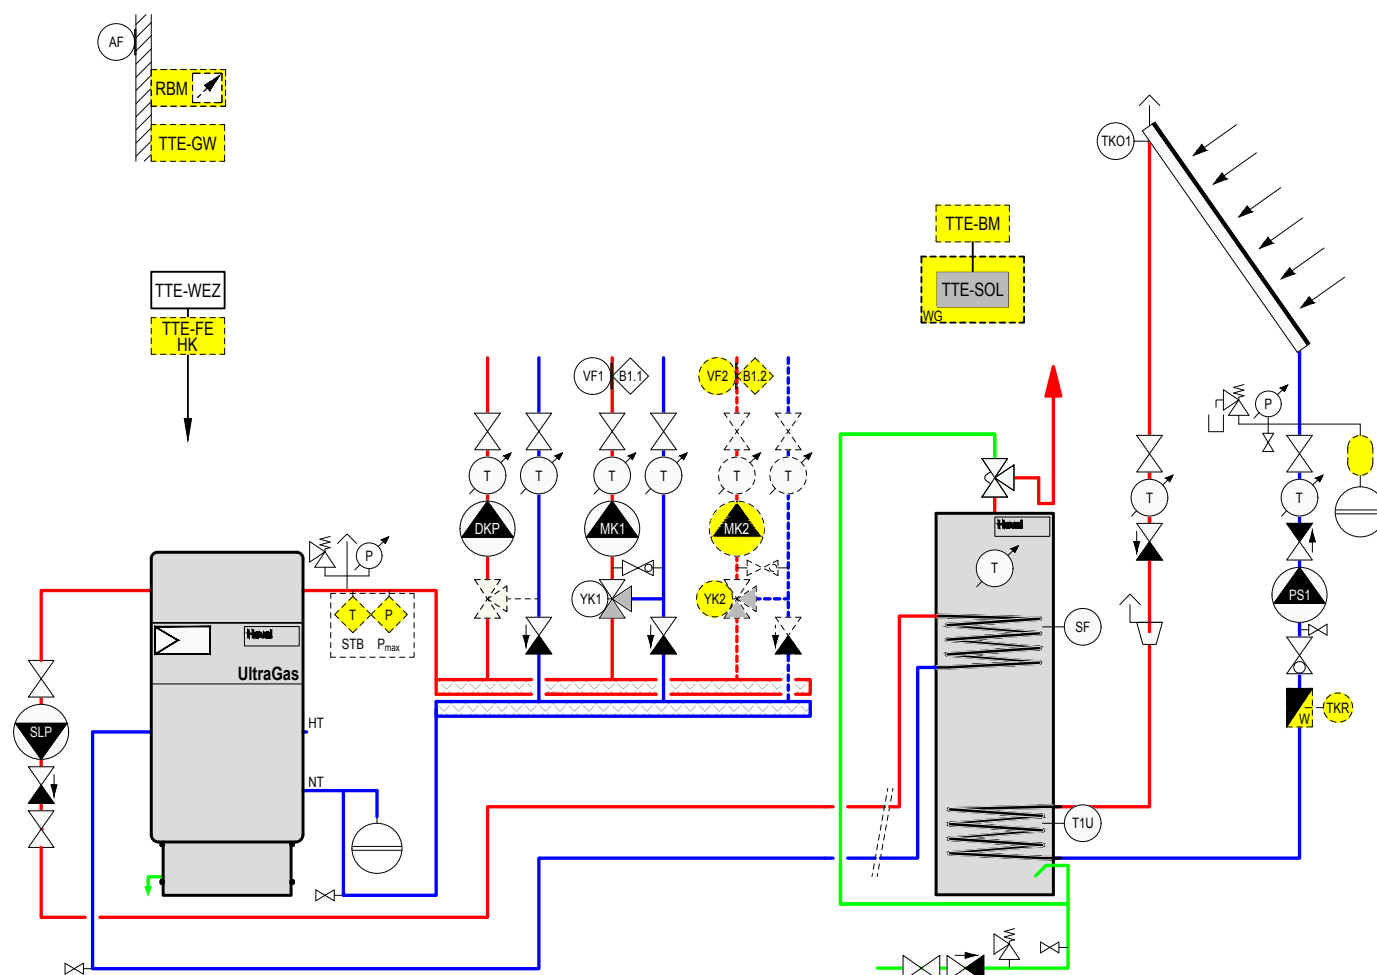 AF
RBM
TTE-GW
TKO1
TTE-BM
TTE-SOL
WG
TTE-WEZ
TTE-FE
HK
VF1
B1.1
VF2
B1.2
P
T
T
T
T
T
T
T
T
DKP
MK1
MK2
Hoval
T
P
PS1
T
P
STB
Pmax
YK1
YK2
Hoval
SF
UltraGas
TKR
W
SLP
HT
NT
T1U